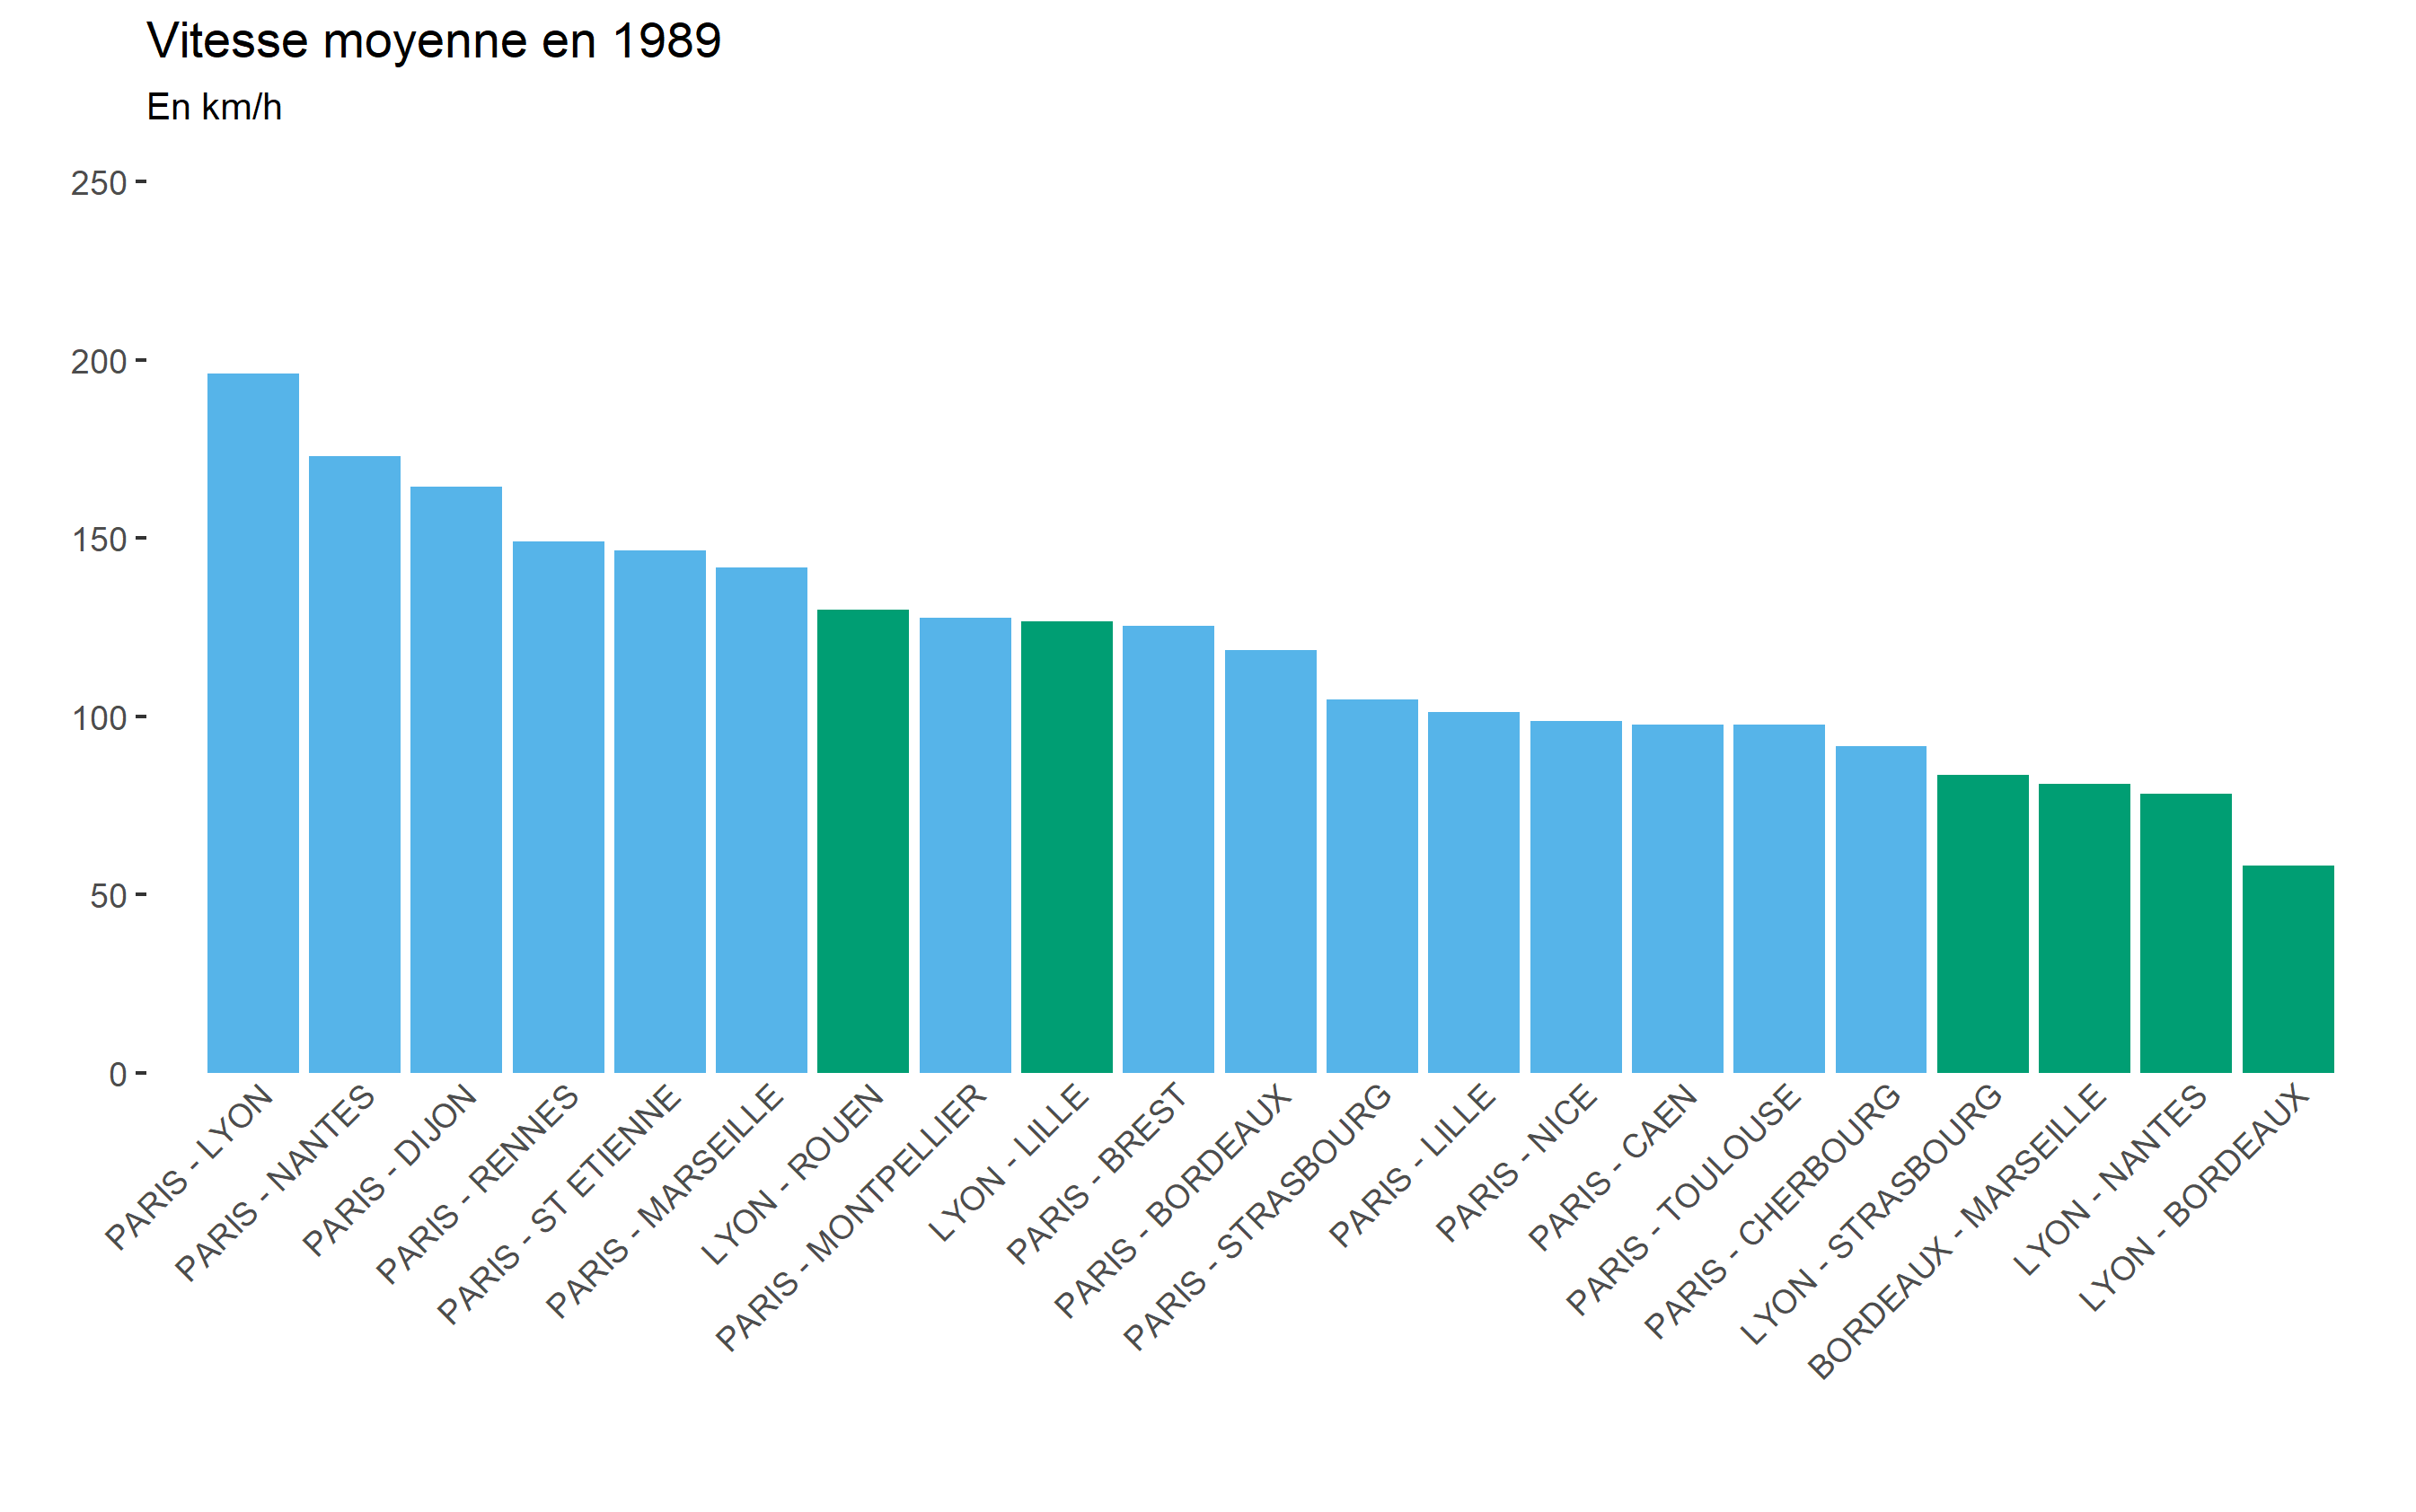 Vitesse moyenne en 1989
En km/h
250
200
150
100
50
0
PARIS - LYON
PARIS - NANTES
PARIS - DIJON
PARIS - RENNES
PARIS - ST ETIENNE
PARIS - MARSEILLE
LYON - ROUEN
PARIS - MONTPELLIER
LYON - LILLE
PARIS - BREST
PARIS - BORDEAUX
PARIS - STRASBOURG
PARIS - LILLE
PARIS - NICE
PARIS - CAEN
PARIS - TOULOUSE
PARIS - CHERBOURG
LYON - STRASBOURG
BORDEAUX - MARSEILLE
LYON - NANTES
LYON - BORDEAUX